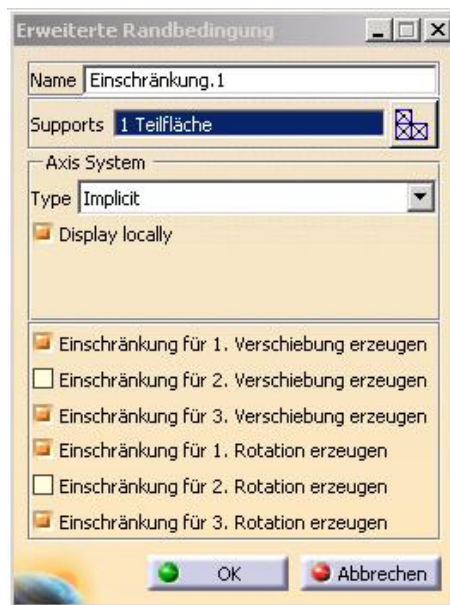 Erweiterte Randbedingung
Name Einschränkung.1
Supports 1 Teilfläche
Axis System
Type Implicit
Display locally
Einschränkung für 1. Verschiebung erzeugen
Einschränkung für 2. Verschiebung erzeugen
Einschränkung für 3. Verschiebung erzeugen
Einschränkung für 1. Rotation erzeugen
Einschränkung für 2. Rotation erzeugen
Einschränkung für 3. Rotation erzeugen
OK Abbrechen